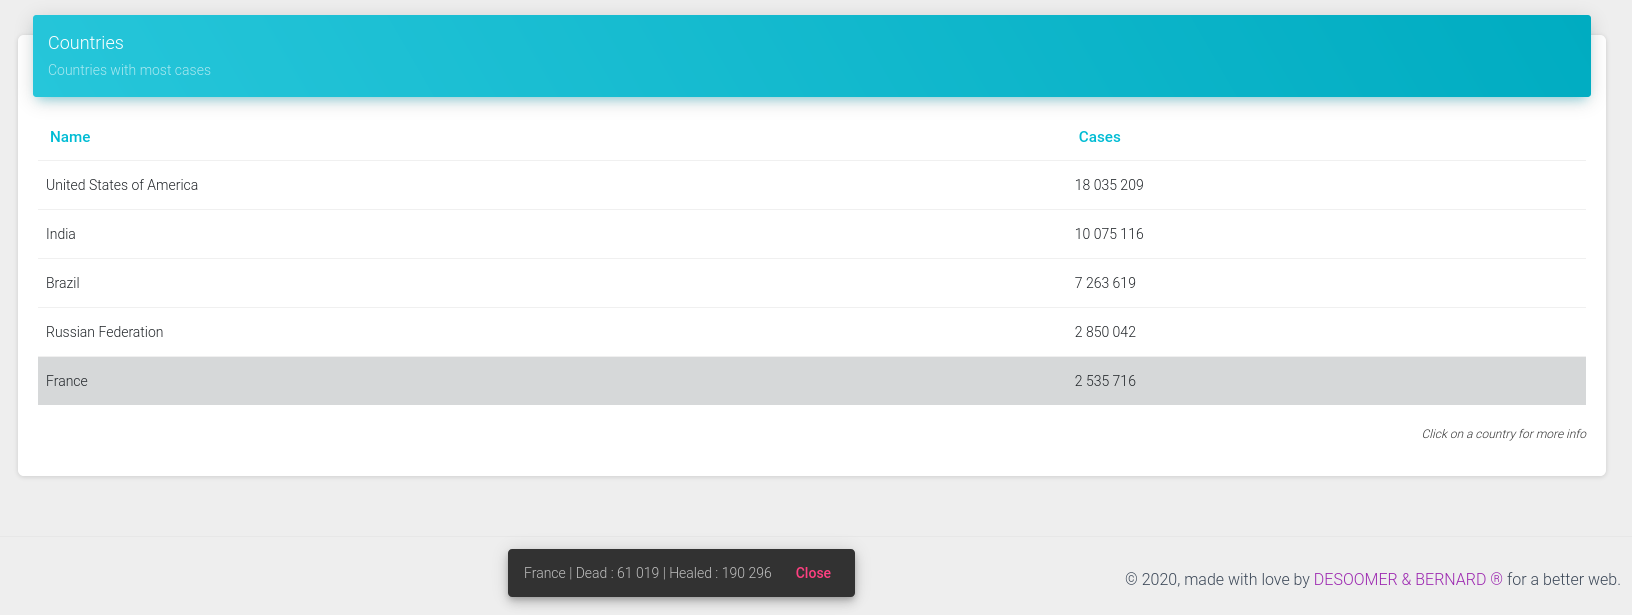 Countries
Countries with most cases
Name Cases
United States of America 18 035 209
India 10 075 116
Brazil 7 263 619
Russian Federation 2 850 042
France 2 535 716
Click on a country for more info
France | Dead : 61 019 | Healed : 190 296 Close
© 2020, made with love by DESOOMER & BERNARD ® for a better web.